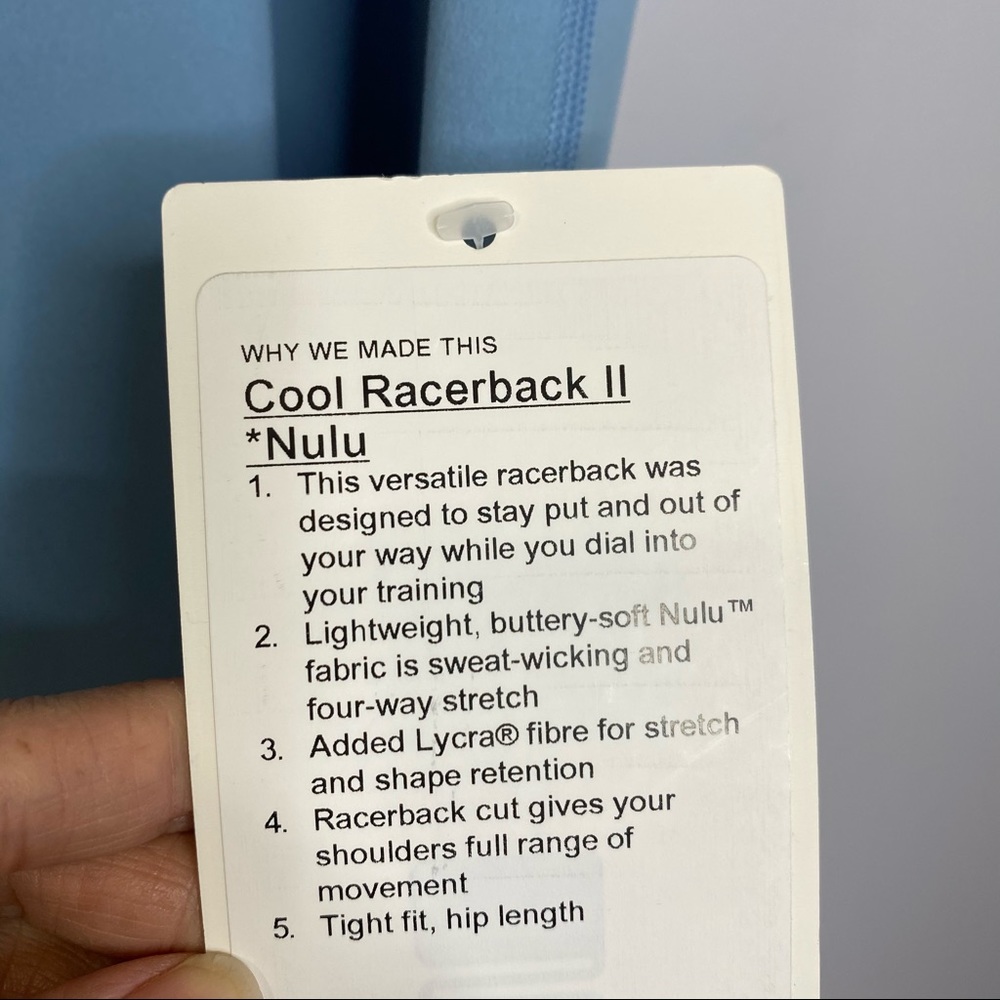 WHY WE MADE THIS
Cool Racerback II
*Nulu
1. This versatile racerback was
designed to stay put and out of
your way while you dial into
your training
2. Lightweight, buttery-soft Nulu™
fabric is sweat-wicking and
four-way stretch
3. Added Lycra® fibre for stretch
and shape retention
4. Racerback cut gives your
shoulders full range of
movement
5. Tight fit, hip length